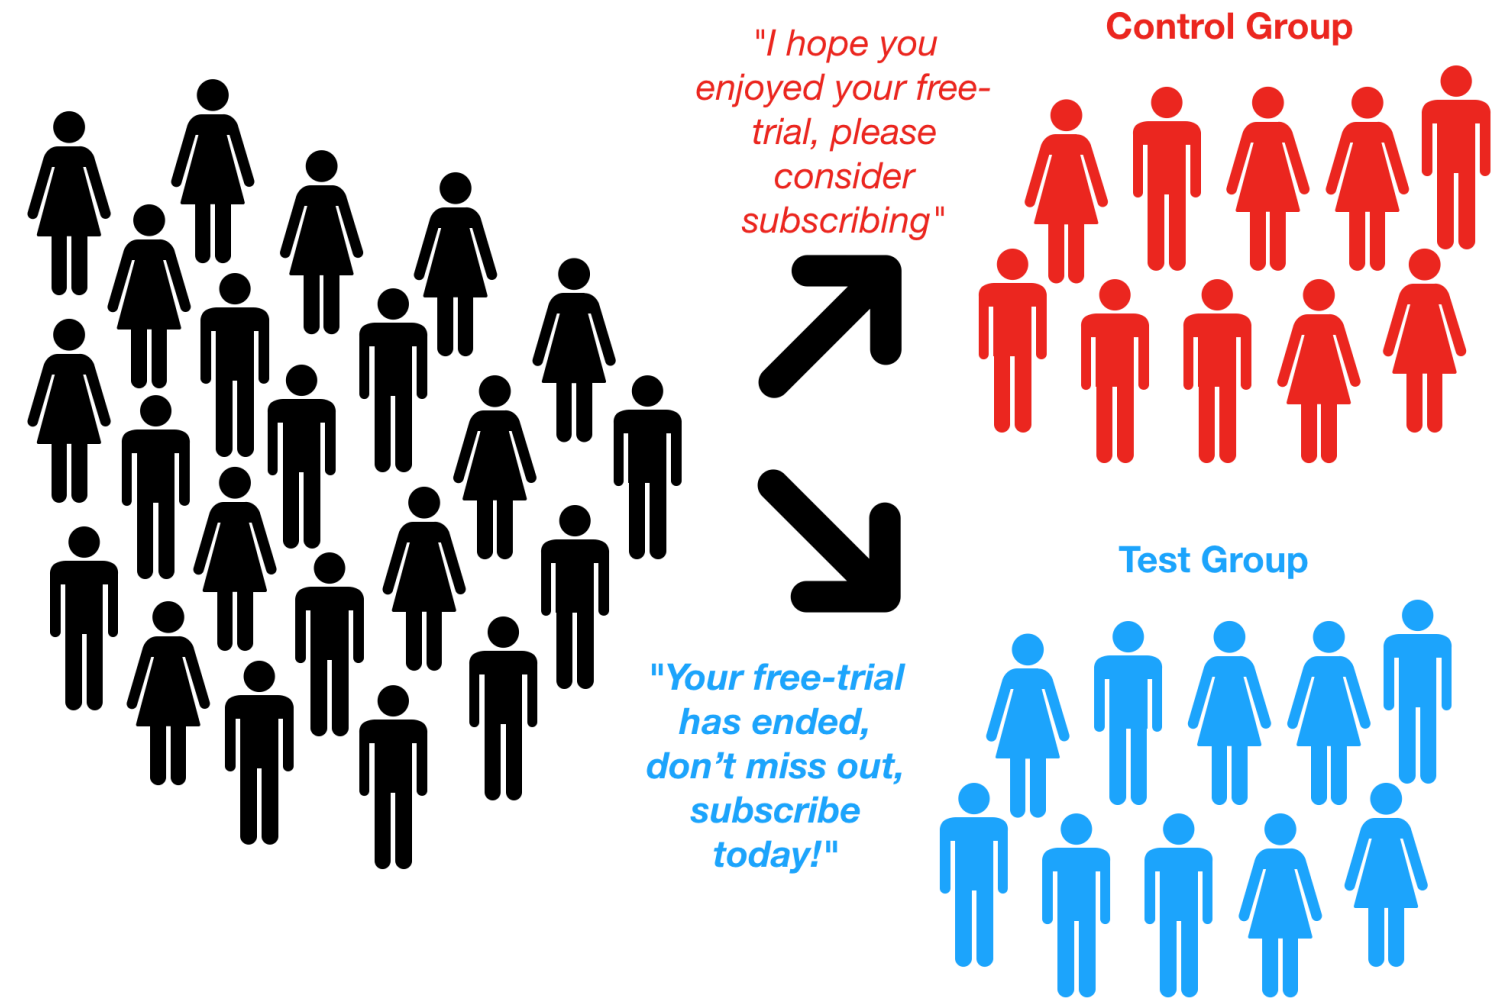 "I hope you
enjoyed your free-
trial, please
consider
subscribing"
Control Group
Test Group
"Your free-trial
has ended,
don’t miss out,
subscribe
today!"